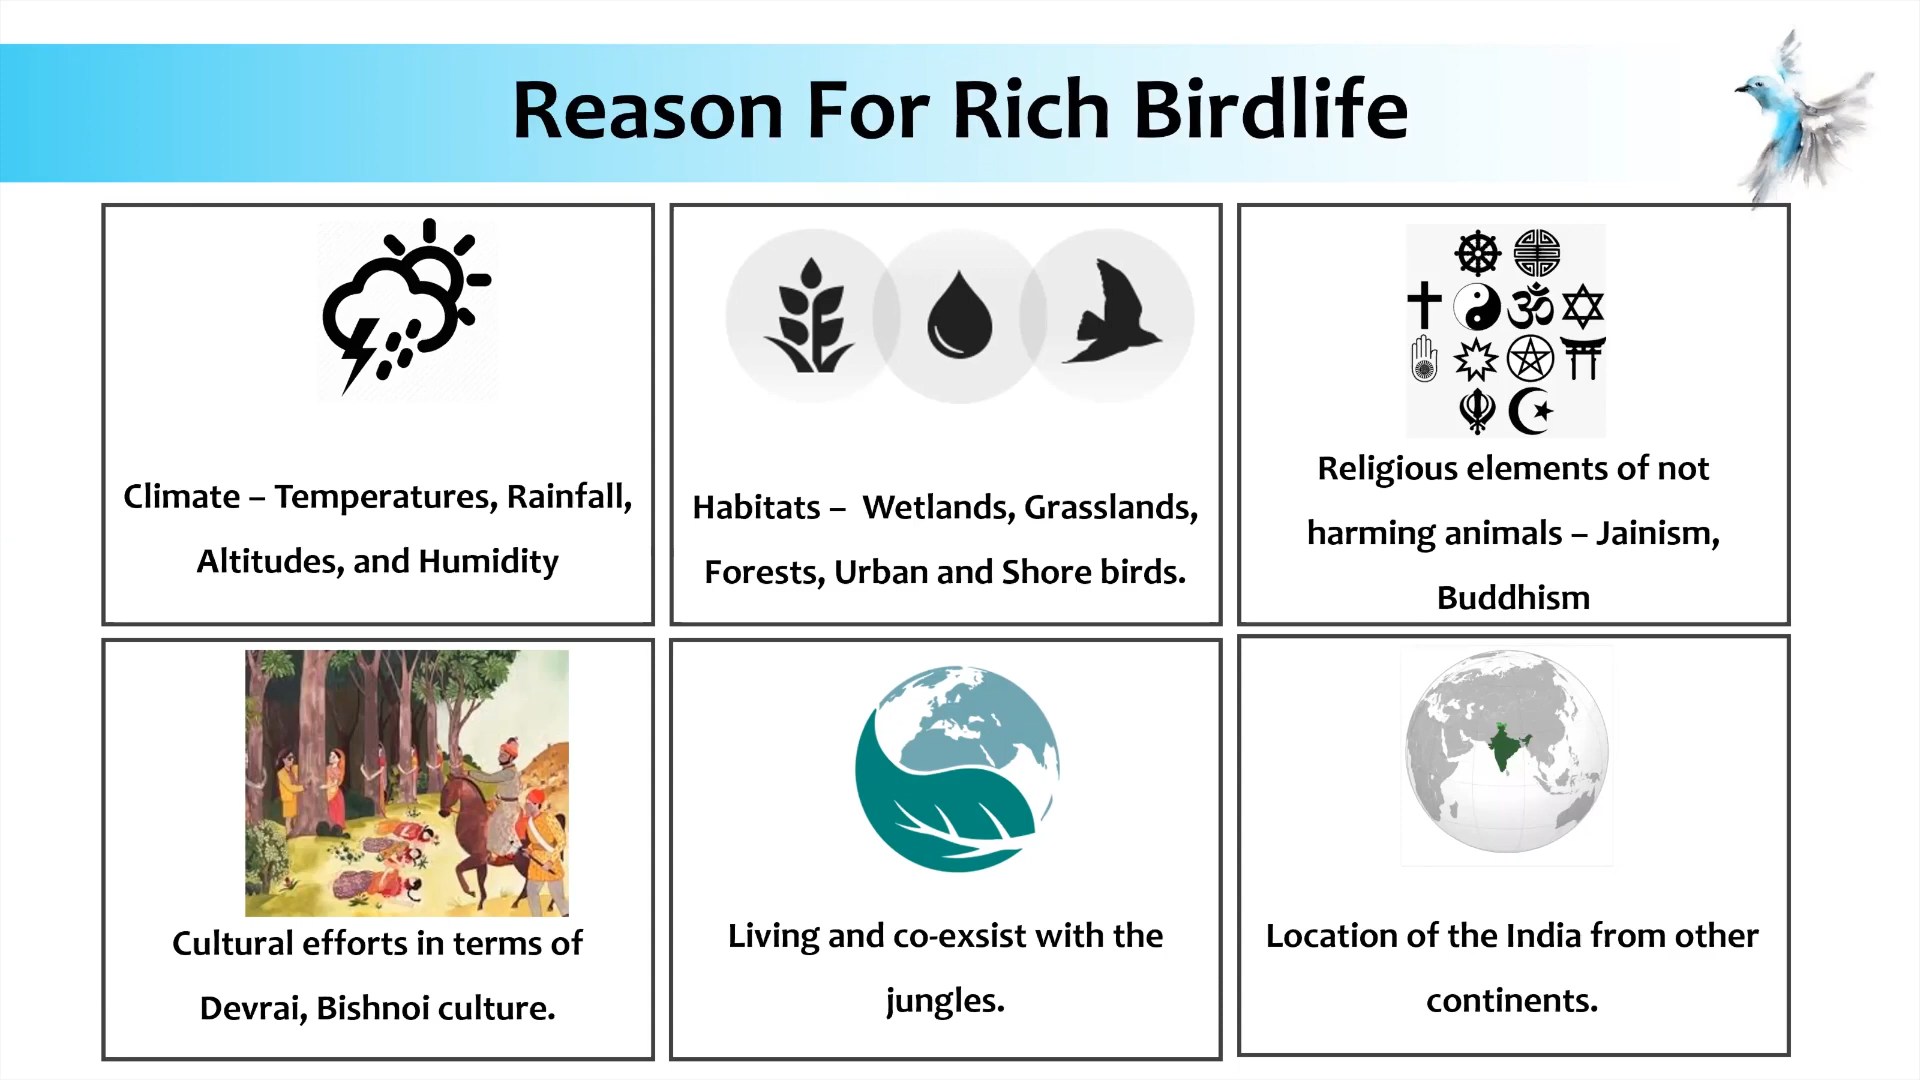 Reason For Rich Birdlife
Climate – Temperatures, Rainfall,
Altitudes, and Humidity
Habitats –  Wetlands, Grasslands,
Forests, Urban and Shore birds.
Religious elements of not
harming animals – Jainism,
Buddhism
Cultural efforts in terms of
Devrai, Bishnoi culture.
Living and co-exsist with the
jungles.
Location of the India from other
continents.